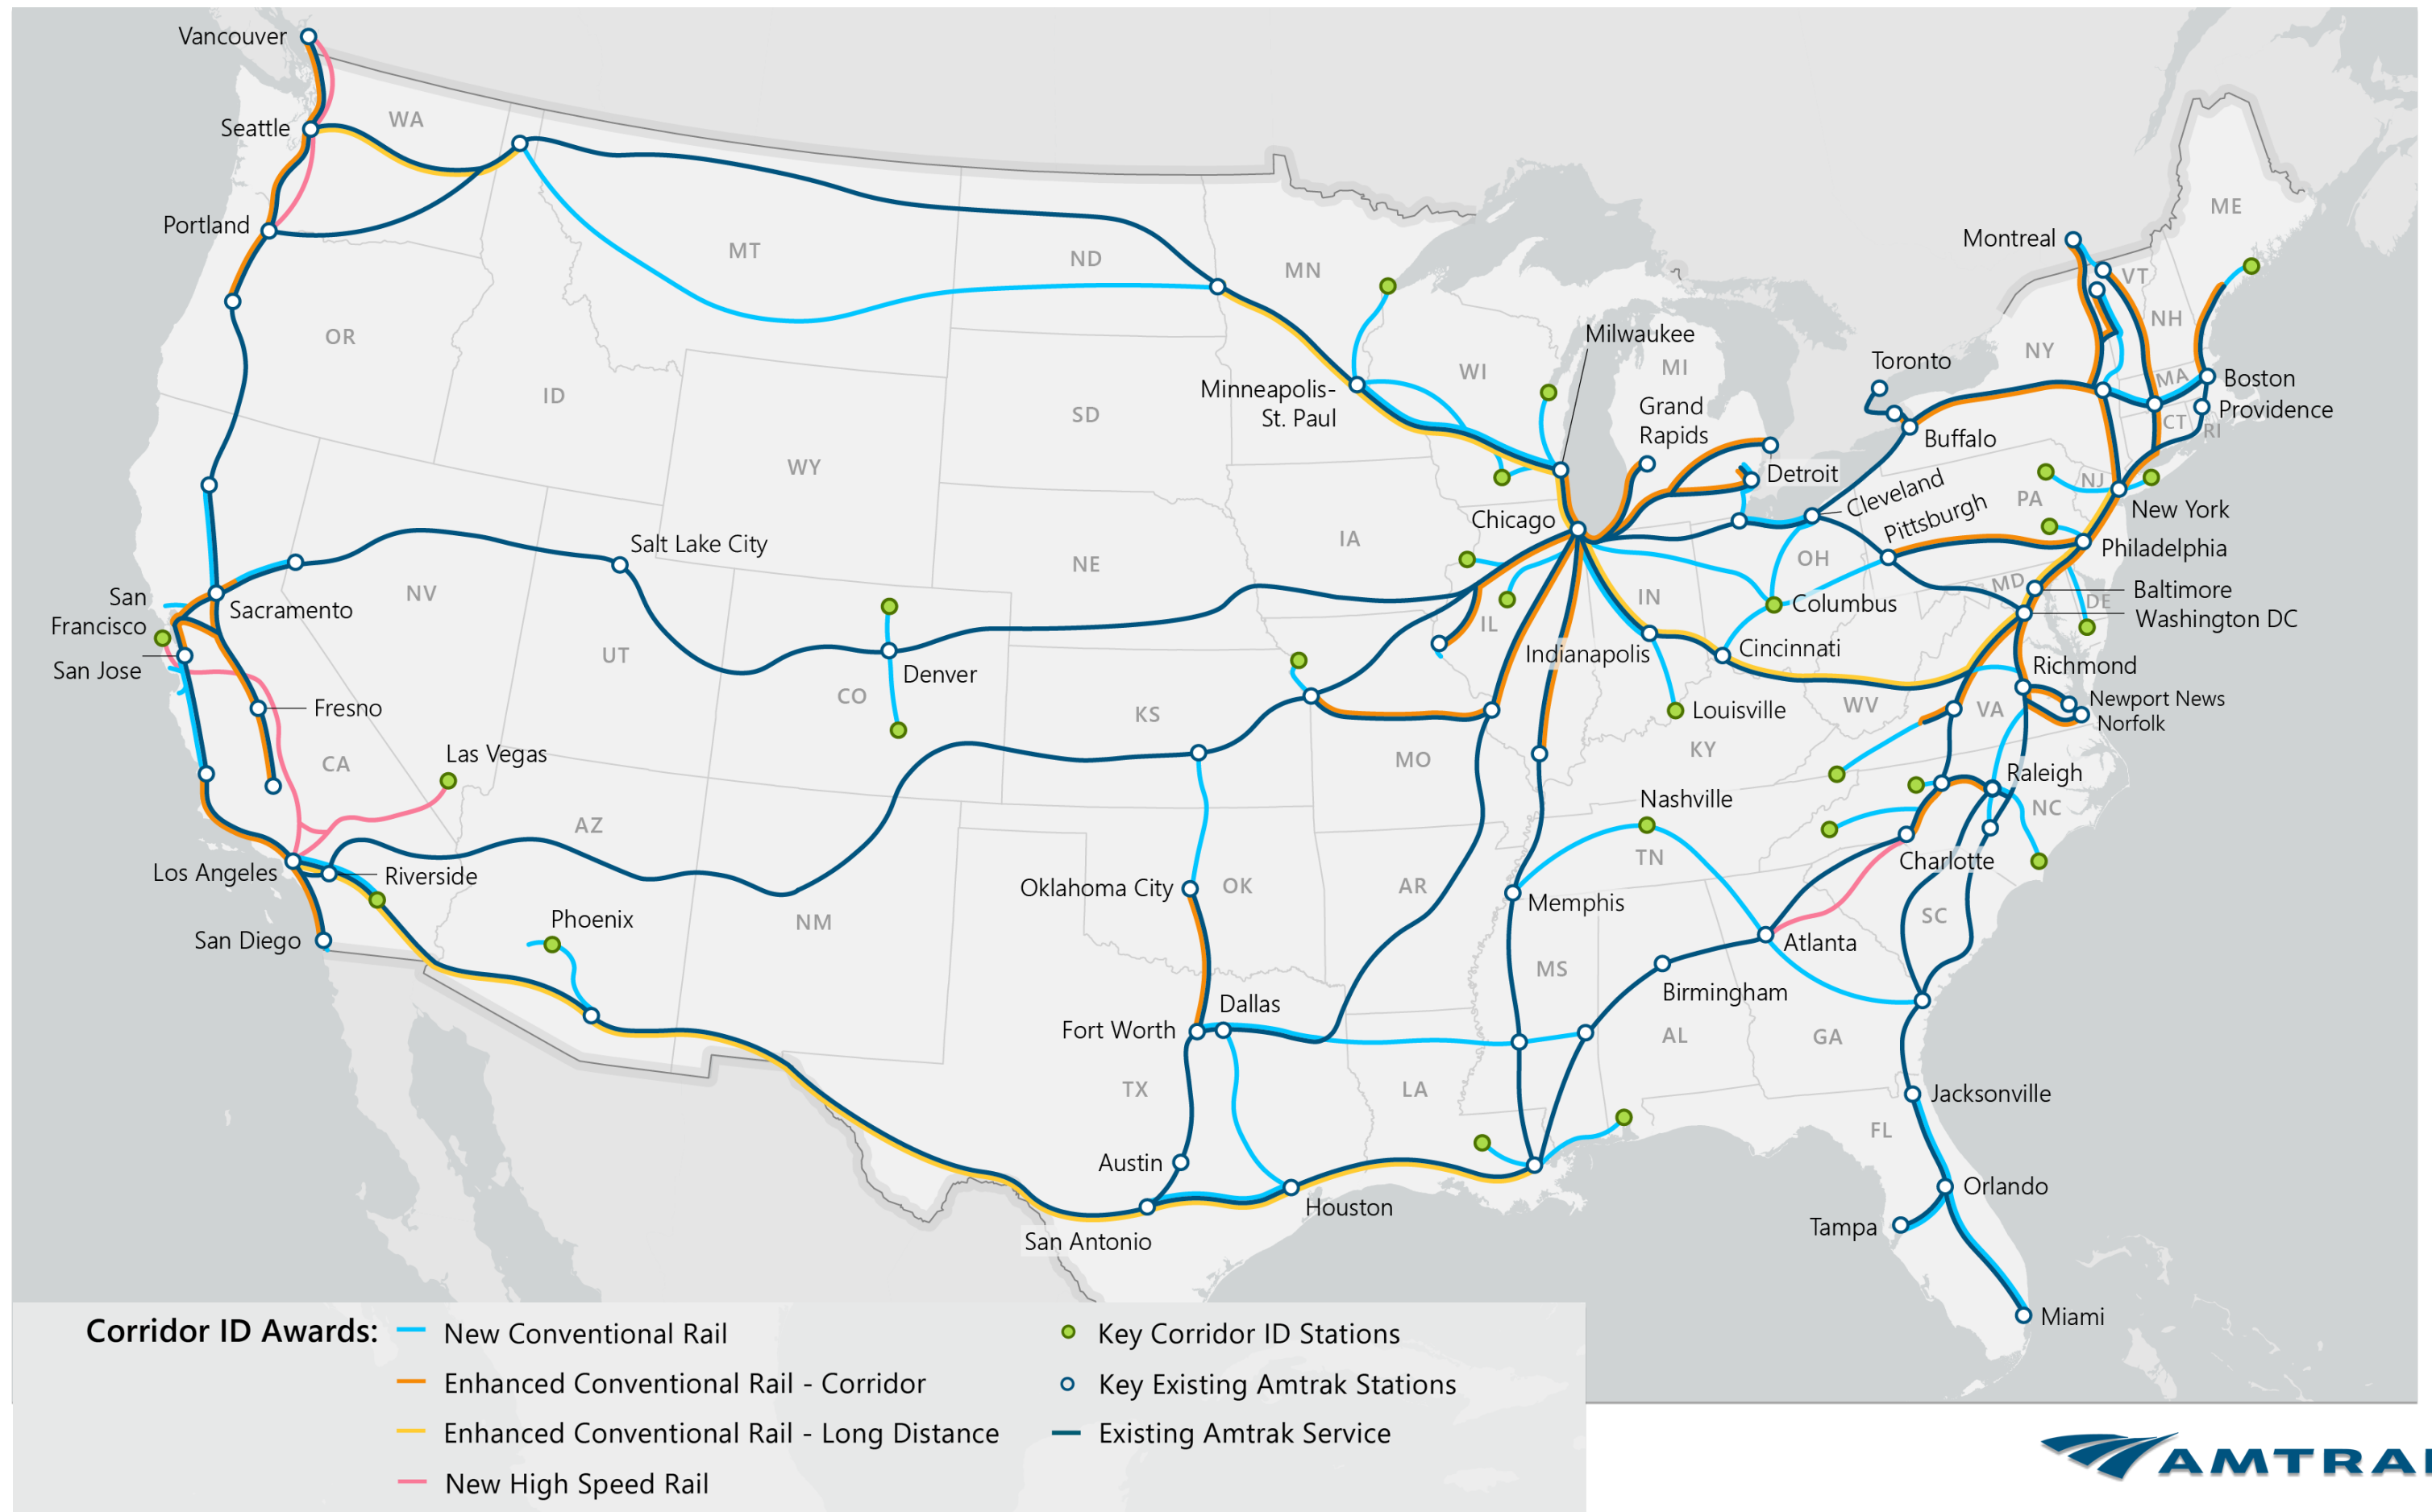 Vancouver
Seattle
WA
Portland
OR
MT
ND
MN
ID
WY
SD
Minneapolis-
St. Paul
WI
Milwaukee
MI
Grand
Rapids
Detroit
Toronto
Buffalo
Montreal
VT
NH
ME
NY
MA
CT
RI
Boston
Providence
NJ
PA
New York
Philadelphia
Cleveland
Pittsburgh
Chicago
IA
NE
Salt Lake City
NV
UT
Sacramento
San
Francisco
San Jose
Fresno
CA
Las Vegas
CO
Denver
KS
MO
IL
IN
OH
Indianapolis
Columbus
Cincinnati
Louisville
KY
WV
VA
MD
DE
Baltimore
Washington DC
Richmond
Newport News
Norfolk
Raleigh
NC
Charlotte
SC
Nashville
TN
Memphis
Atlanta
Birmingham
MS
AL
GA
AR
OK
Oklahoma City
AZ
NM
Los Angeles
Riverside
San Diego
Phoenix
Fort Worth
Dallas
TX
LA
Austin
San Antonio
Houston
Jacksonville
FL
Orlando
Tampa
Miami
Corridor ID Awards:
New Conventional Rail
Enhanced Conventional Rail - Corridor
Enhanced Conventional Rail - Long Distance
New High Speed Rail
Key Corridor ID Stations
Key Existing Amtrak Stations
Existing Amtrak Service
AMTRA